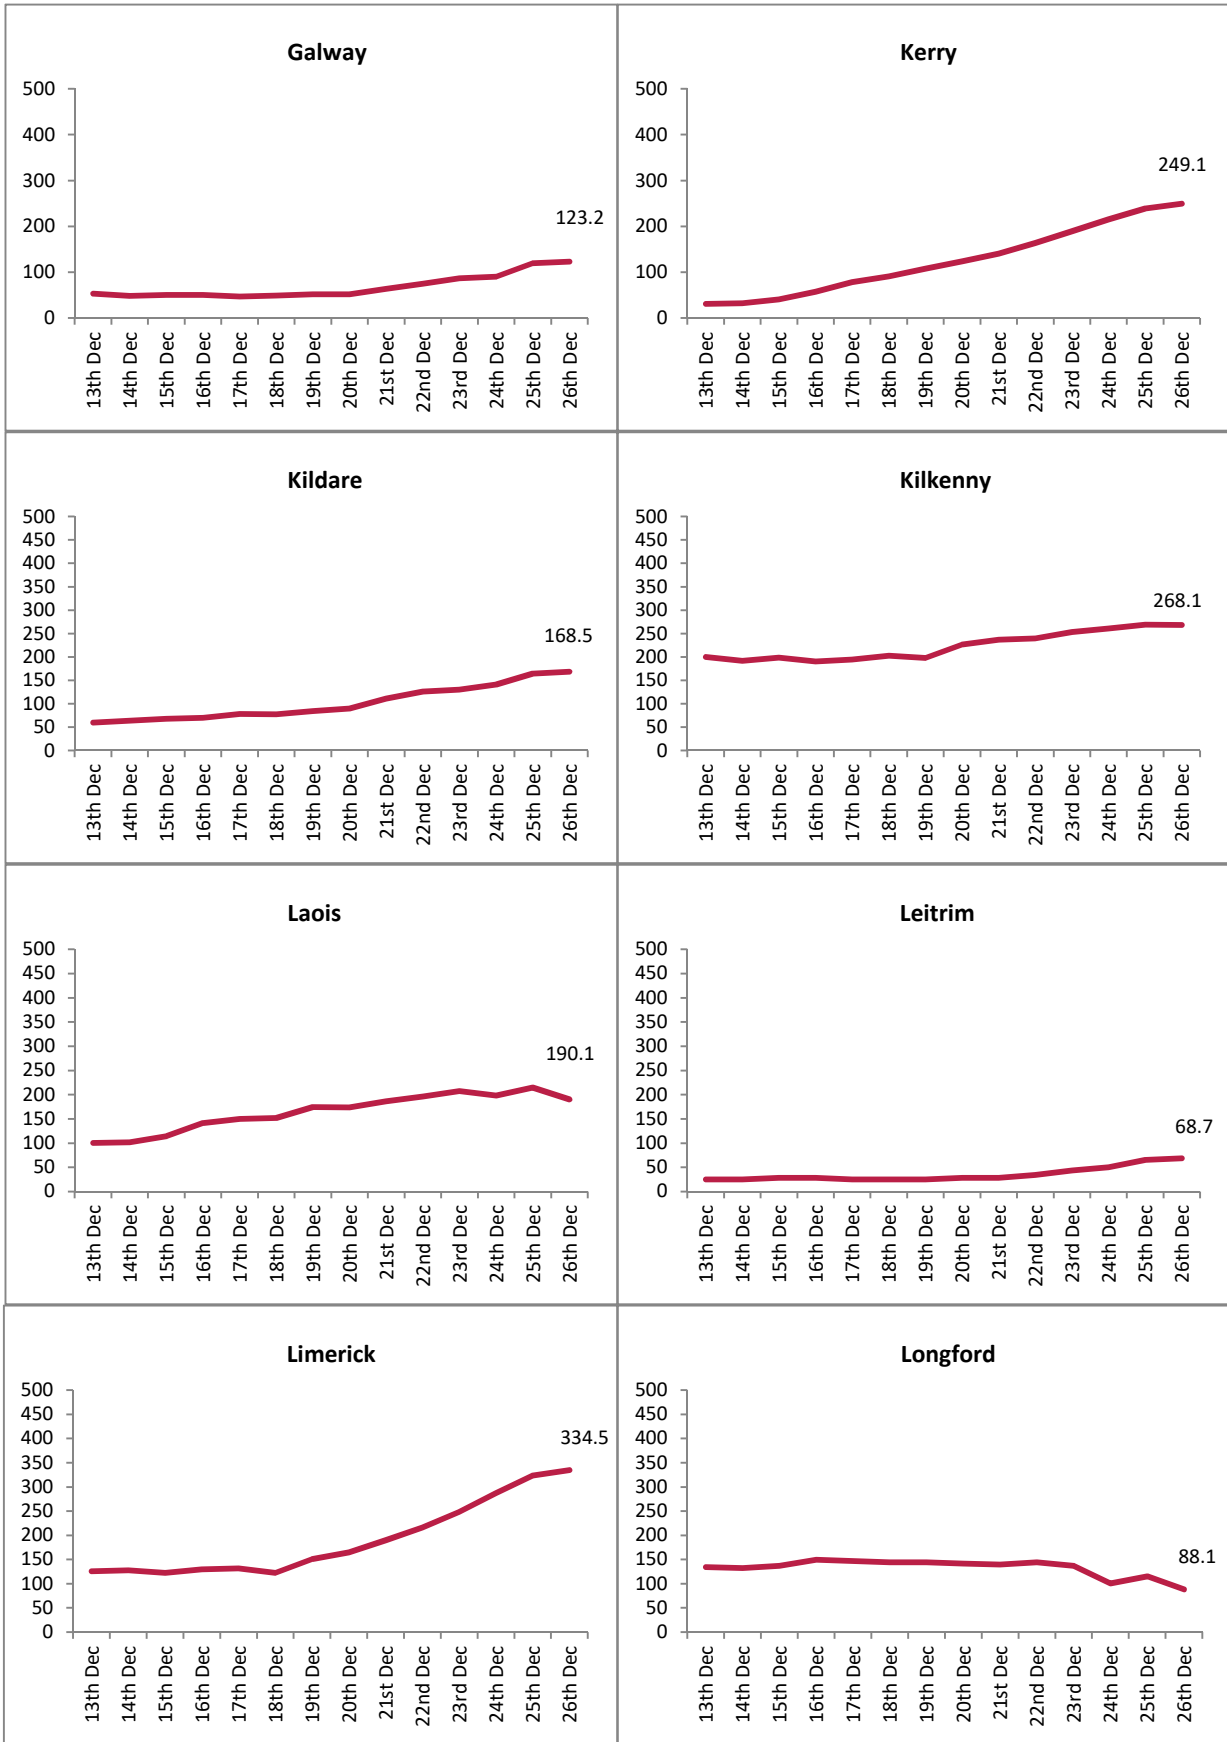 Galway
500
400
300
200
100
0
123.2
13th Dec
14th Dec
15th Dec
16th Dec
17th Dec
18th Dec
19th Dec
20th Dec
21st Dec
22nd Dec
23rd Dec
24th Dec
25th Dec
26th Dec
Kerry
500
400
300
200
100
0
249.1
13th Dec
14th Dec
15th Dec
16th Dec
17th Dec
18th Dec
19th Dec
20th Dec
21st Dec
22nd Dec
23rd Dec
24th Dec
25th Dec
26th Dec
Kildare
500
450
400
350
300
250
200
150
100
50
0
168.5
13th Dec
14th Dec
15th Dec
16th Dec
17th Dec
18th Dec
19th Dec
20th Dec
21st Dec
22nd Dec
23rd Dec
24th Dec
25th Dec
26th Dec
Kilkenny
500
450
400
350
300
250
200
150
100
50
0
268.1
13th Dec
14th Dec
15th Dec
16th Dec
17th Dec
18th Dec
19th Dec
20th Dec
21st Dec
22nd Dec
23rd Dec
24th Dec
25th Dec
26th Dec
Laois
500
450
400
350
300
250
200
150
100
50
0
190.1
13th Dec
14th Dec
15th Dec
16th Dec
17th Dec
18th Dec
19th Dec
20th Dec
21st Dec
22nd Dec
23rd Dec
24th Dec
25th Dec
26th Dec
Leitrim
500
450
400
350
300
250
200
150
100
50
0
68.7
13th Dec
14th Dec
15th Dec
16th Dec
17th Dec
18th Dec
19th Dec
20th Dec
21st Dec
22nd Dec
23rd Dec
24th Dec
25th Dec
26th Dec
Limerick
500
450
400
350
300
250
200
150
100
50
0
334.5
13th Dec
14th Dec
15th Dec
16th Dec
17th Dec
18th Dec
19th Dec
20th Dec
21st Dec
22nd Dec
23rd Dec
24th Dec
25th Dec
26th Dec
Longford
500
450
400
350
300
250
200
150
100
50
0
88.1
13th Dec
14th Dec
15th Dec
16th Dec
17th Dec
18th Dec
19th Dec
20th Dec
21st Dec
22nd Dec
23rd Dec
24th Dec
25th Dec
26th Dec